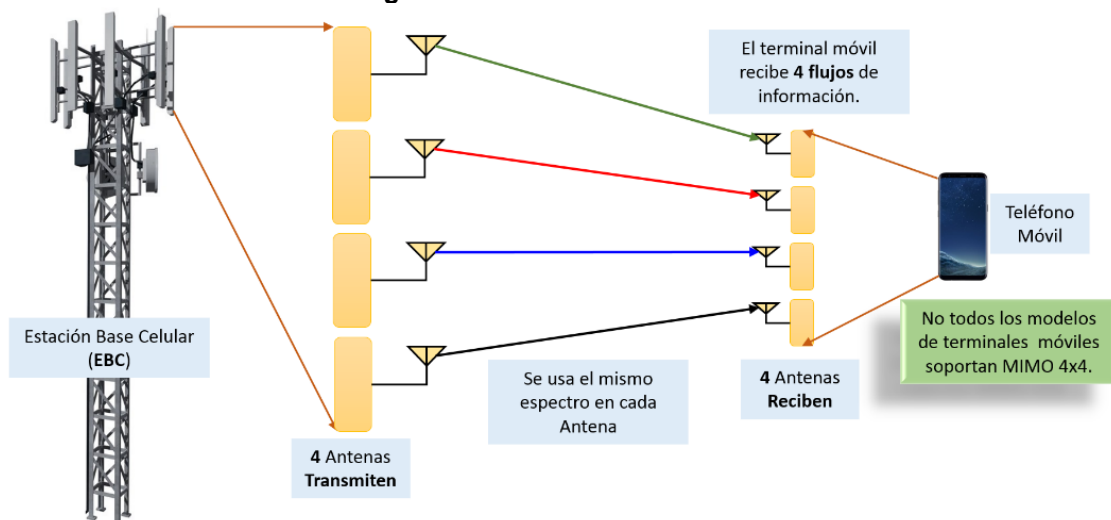 El terminal móvil
recibe 4 flujos de
información.
Teléfono
Móvil
Estación Base Celular
(EBC)
No todos los modelos
de terminales móviles
soportan MIMO 4x4.
Se usa el mismo
espectro en cada
Antena
4 Antenas
Reciben
4 Antenas
Transmiten